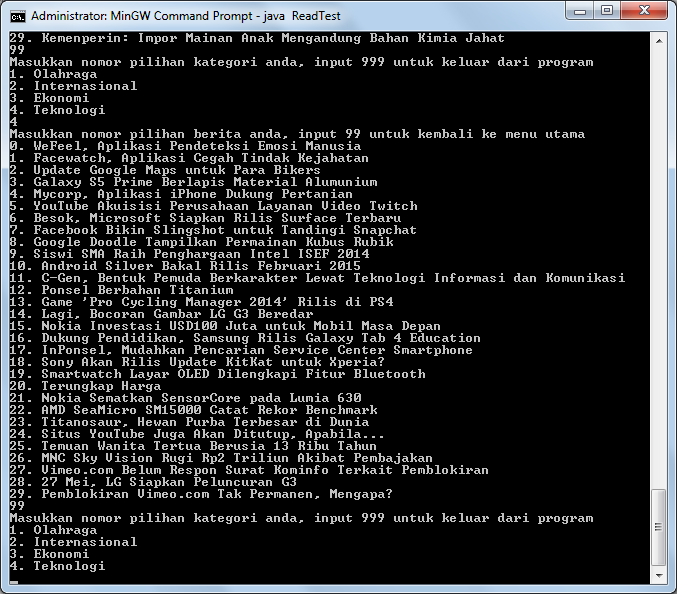 Administrator: MinGW Command Prompt - java  ReadTest
29. Kemenperin: Impor Mainan Anak Mengandung Bahan Kimia Jahat
99
Masukkan nomor pilihan kategori anda, input 999 untuk keluar dari program
1. Olahraga
2. Internasional
3. Ekonomi
4. Teknologi
4
Masukkan nomor pilihan berita anda, input 99 untuk kembali ke menu utama
0. WeFeel, Aplikasi Pendeteksi Emosi Manusia
1. Facewatch, Aplikasi Cegah Tindak Kejahatan
2. Update Google Maps untuk Para Bikers
3. Galaxy S5 Prime Berlapis Material Alumunium
4. Mycorp, Aplikasi iPhone Dukung Pertanian
5. YouTube Akuisisi Perusahaan Layanan Video Twitch
6. Besok, Microsoft Siapkan Rilis Surface Terbaru
7. Facebook Bikin Slingshot untuk Tandingi Snapchat
8. Google Doodle Tampilkan Permainan Kubus Rubik
9. Siswi SMA Raih Penghargaan Intel ISEF 2014
10. Android Silver Bakal Rilis Februari 2015
11. C-Gen, Bentuk Pemuda Berkarakter Lewat Teknologi Informasi dan Komunikasi
12. Ponsel Berbahan Titanium
13. Game 'Pro Cycling Manager 2014' Rilis di PS4
14. Lagi, Bocoran Gambar LG G3 Beredar
15. Nokia Investasi USD100 Juta untuk Mobil Masa Depan
16. Dukung Pendidikan, Samsung Rilis Galaxy Tab 4 Education
17. InPonsel, Mudahkan Pencarian Service Center Smartphone
18. Sony Akan Rilis Update KitKat untuk Xperia?
19. Smartwatch Layar OLED Dilengkapi Fitur Bluetooth
20. Terungkap Harga
21. Nokia Sematkan SensorCore pada Lumia 630
22. AMD SeaMicro SM15000 Catat Rekor Benchmark
23. Titanosaur, Hewan Purba Terbesar di Dunia
24. Situs YouTube Juga Akan Ditutup, Apabila...
25. Temuan Wanita Tertua Berusia 13 Ribu Tahun
26. MNC Sky Vision Rugi Rp2 Triliun Akibat Pembajakan
27. Vimeo.com Belum Respon Surat Kominfo Terkait Pemblokiran
28. 27 Mei, LG Siapkan Peluncuran G3
29. Pemblokiran Vimeo.com Tak Permanen, Mengapa?
99
Masukkan nomor pilihan kategori anda, input 999 untuk keluar dari program
1. Olahraga
2. Internasional
3. Ekonomi
4. Teknologi